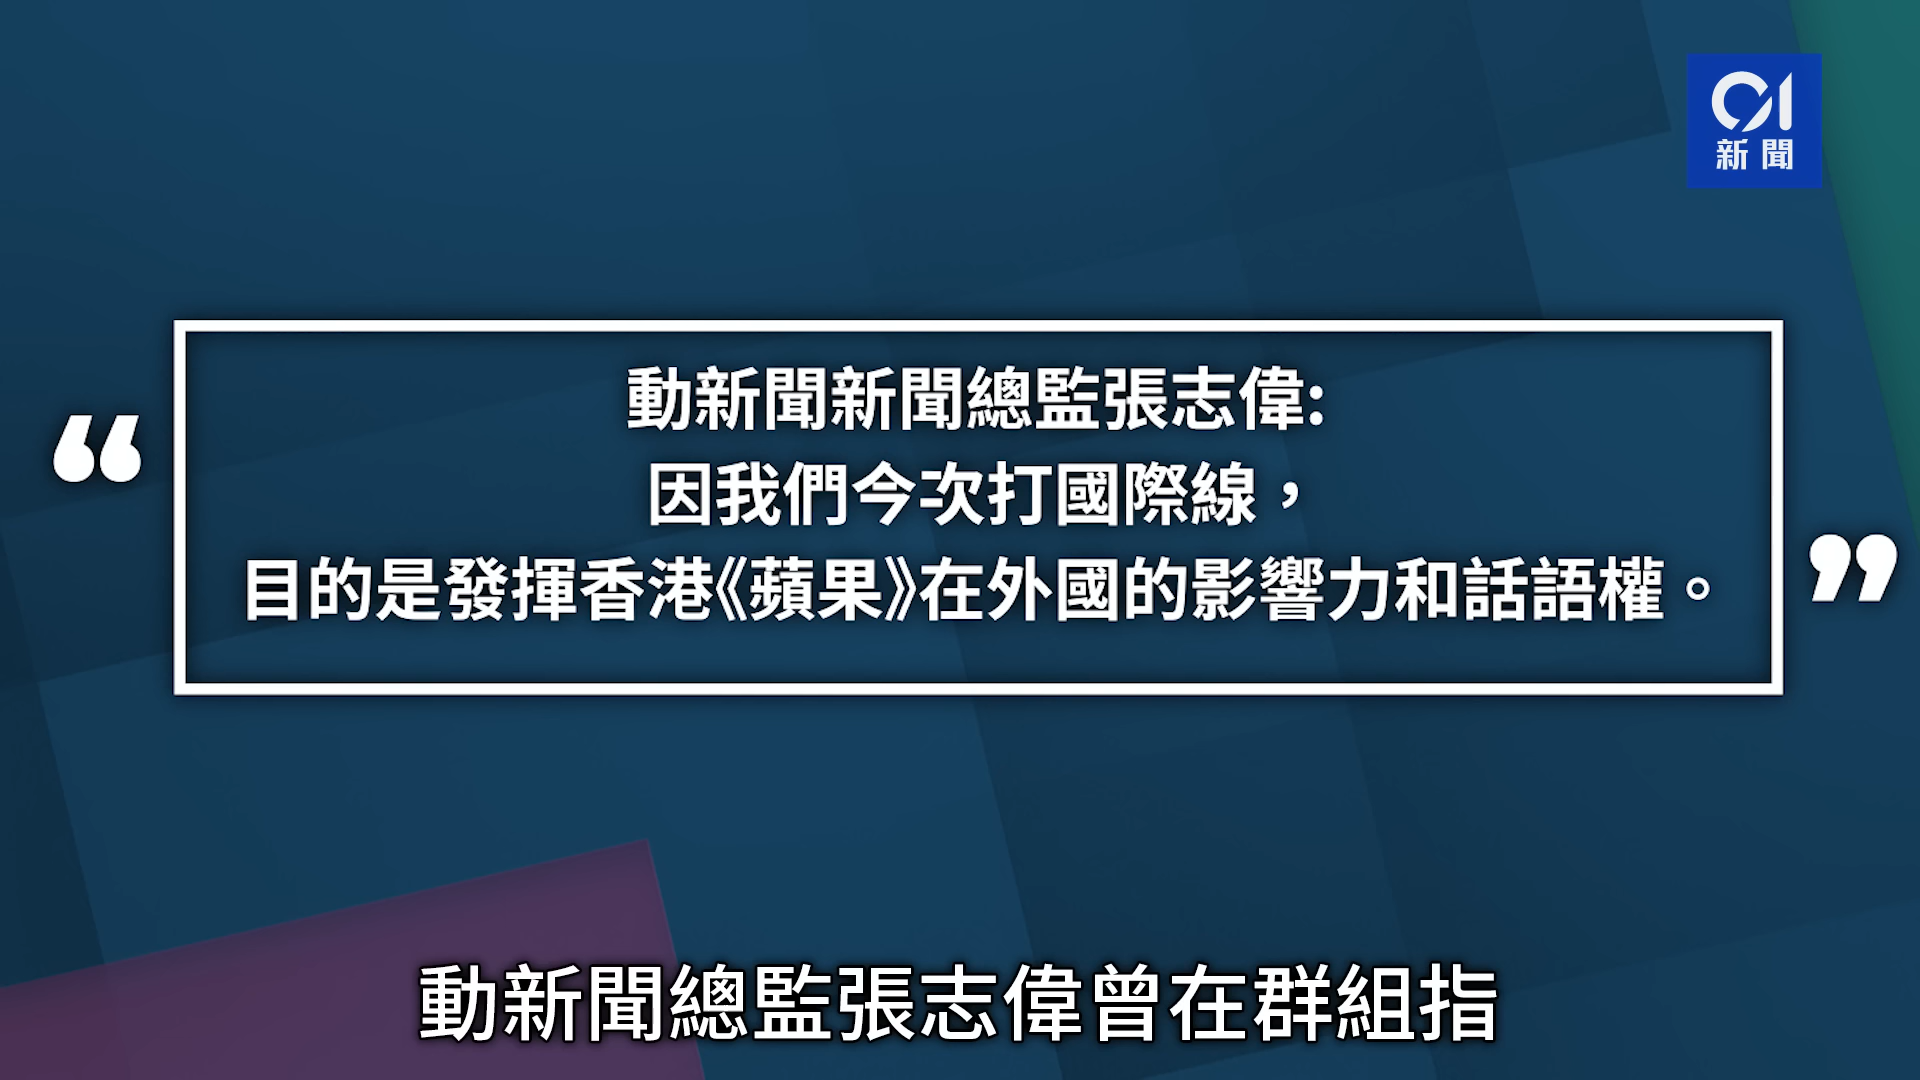 01
新聞
動新聞新聞總監張志偉:
因我們今次打國際線，
目的是發揮香港《蘋果》在外國的影響力和話語權。
動新聞總監張志偉曾在群組指